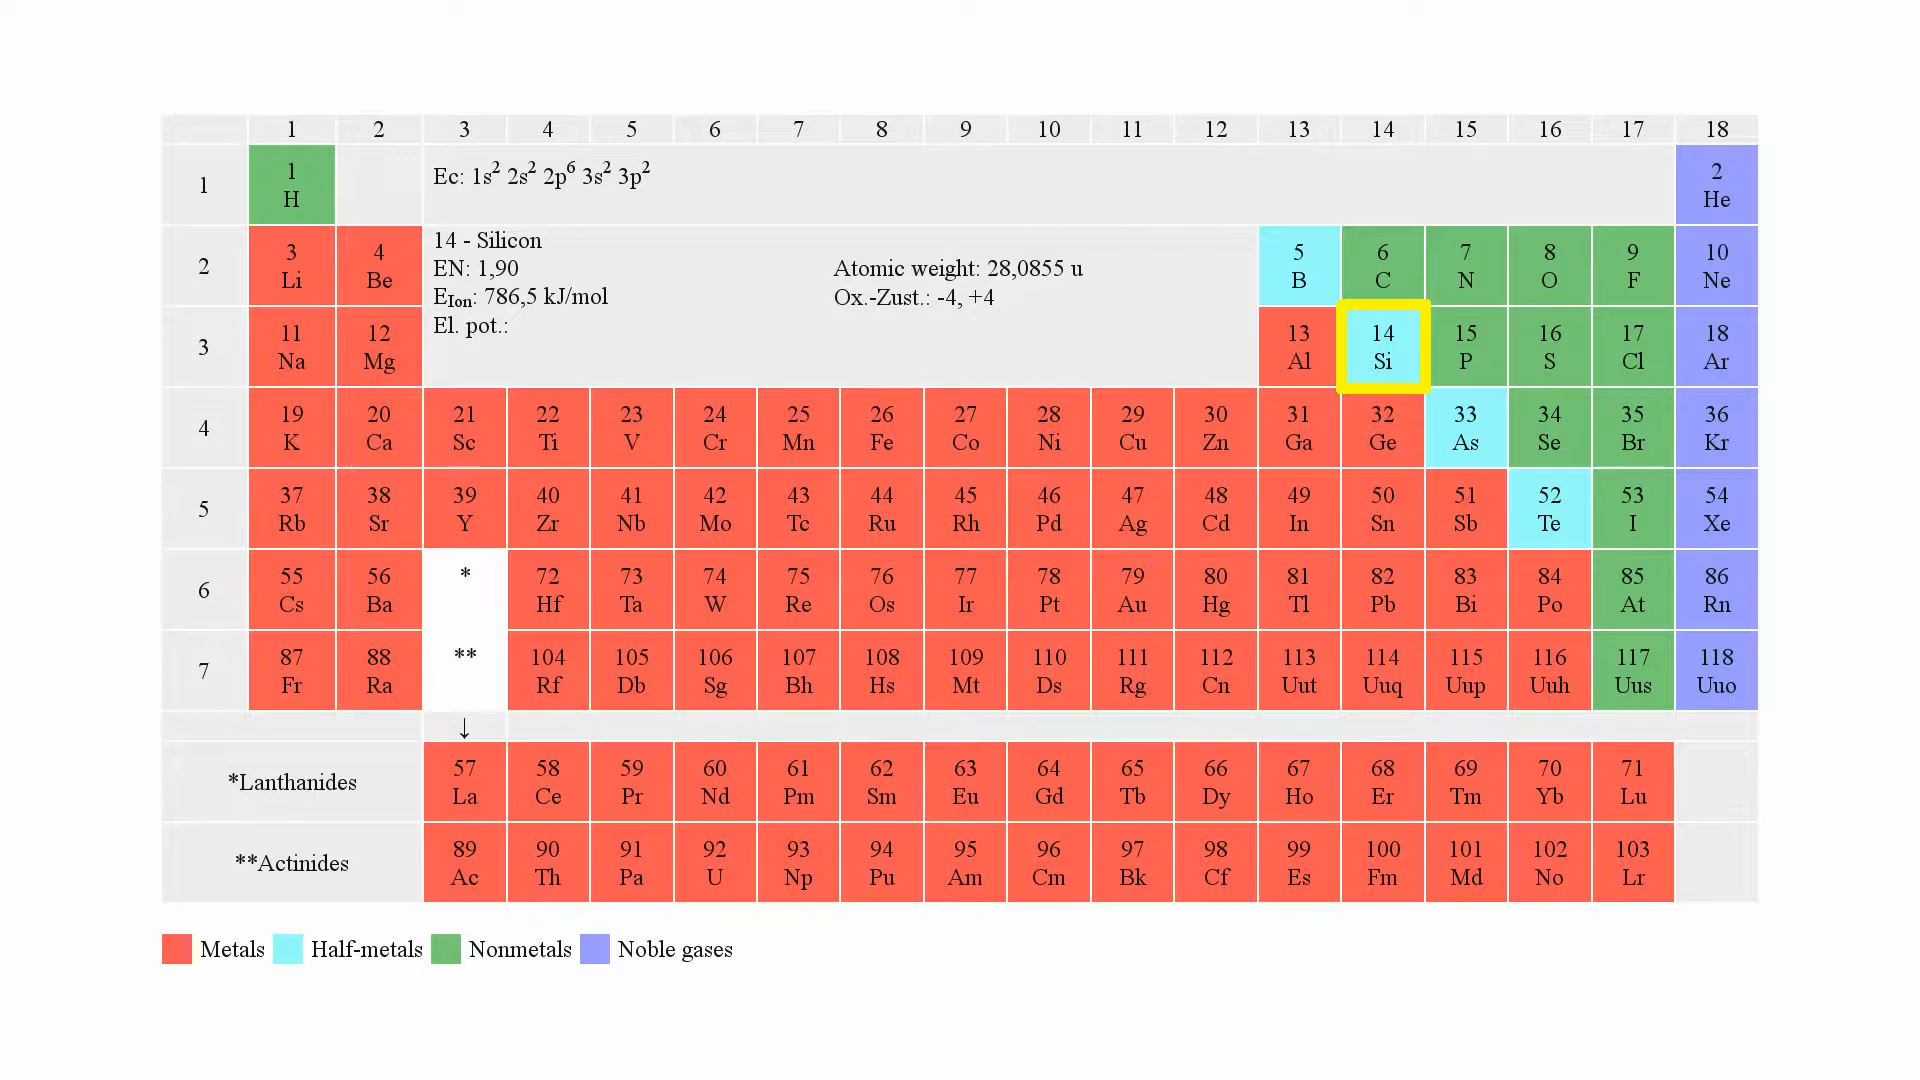 1 2 3 4 5 6 7 8 9 10 11 12 13 14 15 16 17 18
1 1 H Ec: 1s² 2s² 2p⁶ 3s² 3p² 2 He
2 3 Li 4 Be 14 - Silicon 5 B 6 C 7 N 8 O 9 F 10 Ne
EN: 1,90 Atomic weight: 28,0855 u
E_Ion: 786,5 kJ/mol Ox.-Zust.: -4, +4
El. pot.:
3 11 Na 12 Mg 13 Al 14 Si 15 P 16 S 17 Cl 18 Ar
4 19 K 20 Ca 21 Sc 22 Ti 23 V 24 Cr 25 Mn 26 Fe 27 Co 28 Ni 29 Cu 30 Zn 31 Ga 32 Ge 33 As 34 Se 35 Br 36 Kr
5 37 Rb 38 Sr 39 Y 40 Zr 41 Nb 42 Mo 43 Tc 44 Ru 45 Rh 46 Pd 47 Ag 48 Cd 49 In 50 Sn 51 Sb 52 Te 53 I 54 Xe
6 55 Cs 56 Ba * 72 Hf 73 Ta 74 W 75 Re 76 Os 77 Ir 78 Pt 79 Au 80 Hg 81 Tl 82 Pb 83 Bi 84 Po 85 At 86 Rn
7 87 Fr 88 Ra ** 104 Rf 105 Db 106 Sg 107 Bh 108 Hs 109 Mt 110 Ds 111 Rg 112 Cn 113 Uut 114 Uuq 115 Uup 116 Uuh 117 Uus 118 Uuo
↓
*Lanthanides 57 La 58 Ce 59 Pr 60 Nd 61 Pm 62 Sm 63 Eu 64 Gd 65 Tb 66 Dy 67 Ho 68 Er 69 Tm 70 Yb 71 Lu
**Actinides 89 Ac 90 Th 91 Pa 92 U 93 Np 94 Pu 95 Am 96 Cm 97 Bk 98 Cf 99 Es 100 Fm 101 Md 102 No 103 Lr
Metals Half-metals Nonmetals Noble gases